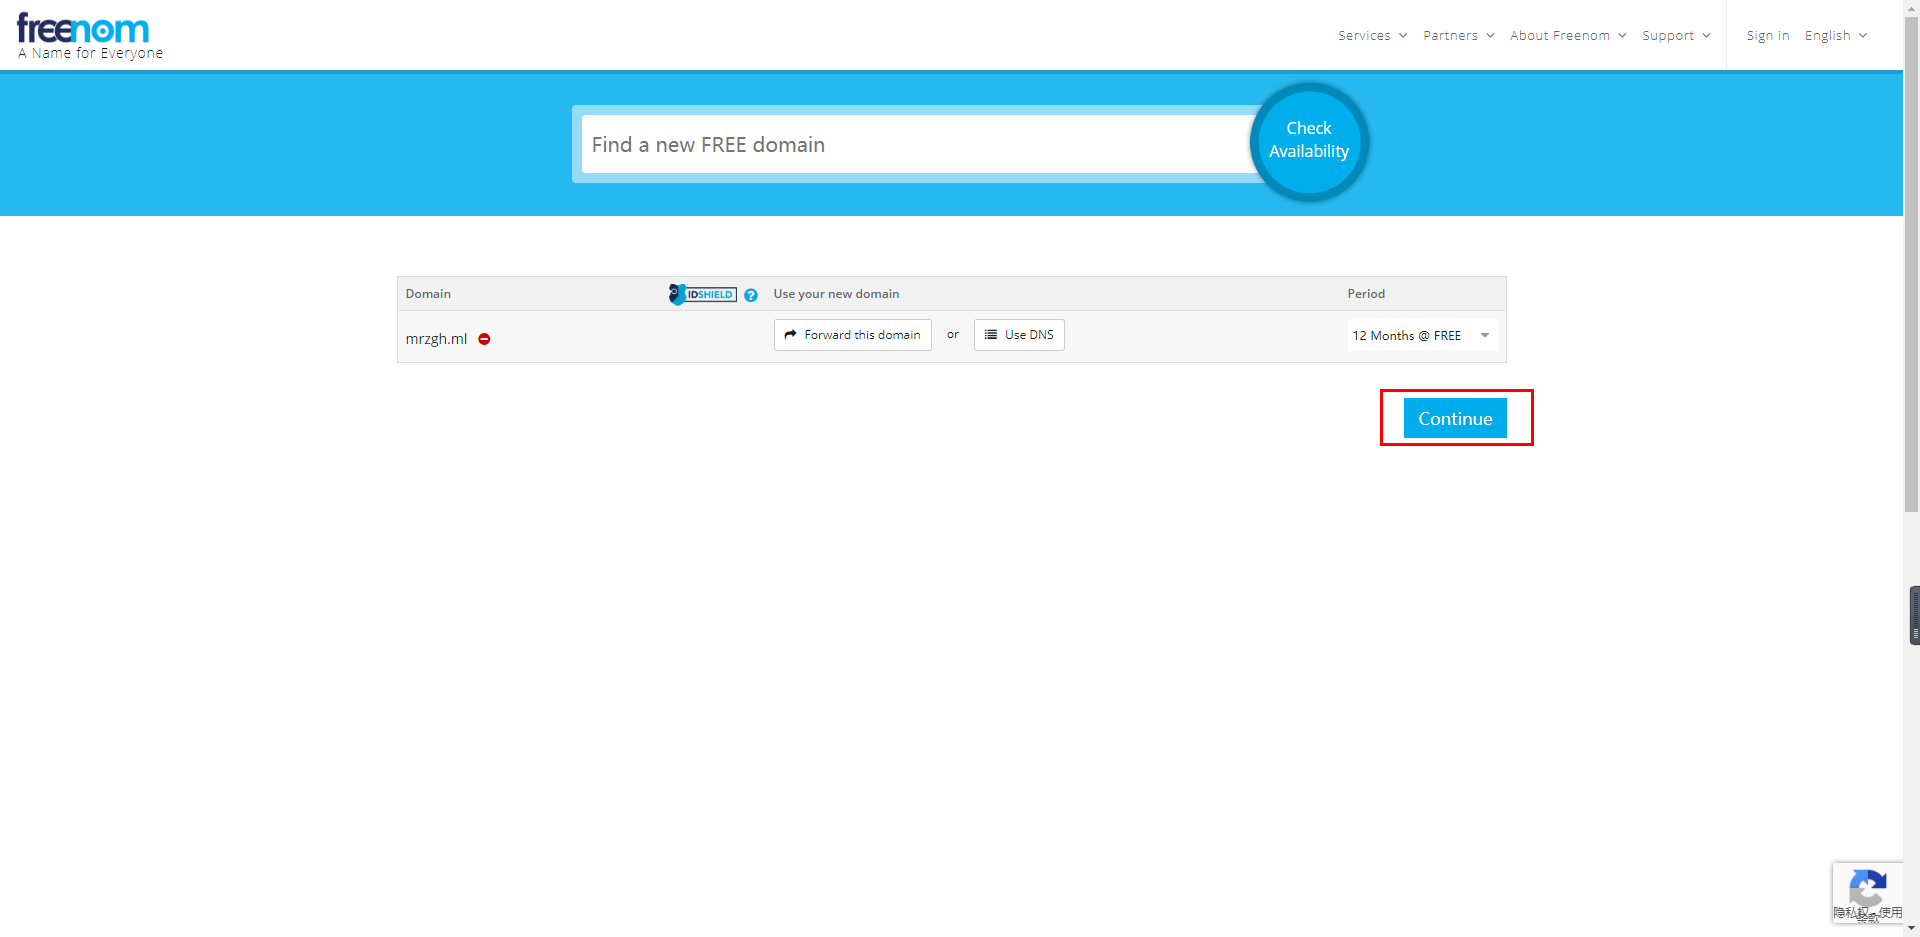 freenom
A Name for Everyone
Services Partners About Freenom Support Sign in English
Find a new FREE domain
Check
Availability
Domain IDSHIELD ? Use your new domain Period
mrzgh.ml Forward this domain or Use DNS 12 Months @ FREE
Continue
隐私权 - 使用
条款